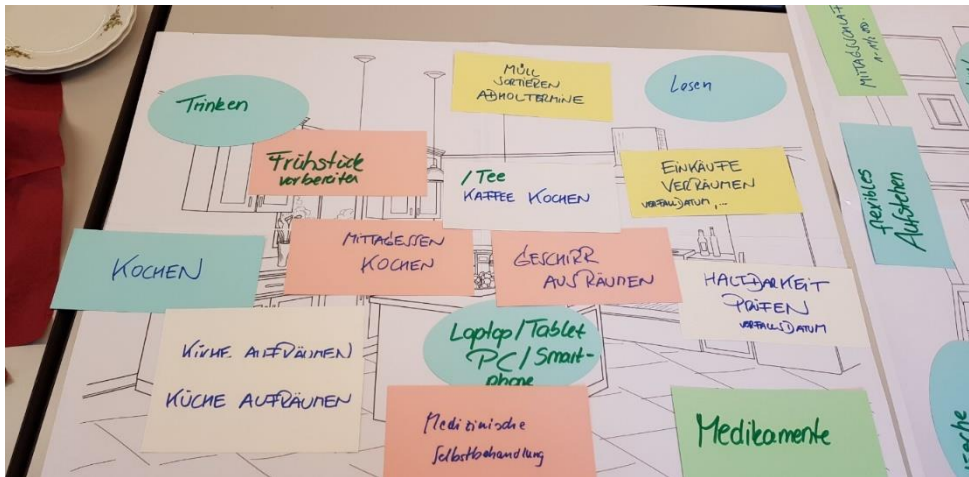 Trinken
MÜLL
SORTIEREN
ABHOLTERMINE
Lesen
Frühstück
vorbereiten
/ Tee
KAFFEE KOCHEN
EINKÄUFE
VERRÄUMEN
VERFALLDATUM,...
KOCHEN
MITTAGESSEN
KOCHEN
GESCHIRR
AUSRÄUMEN
HALTBARKEIT
PRÜFEN
VERFALLSDATUM
KÜCHE AUFRÄUMEN
KÜCHE AUFRÄUMEN
Laptop/Tablet
PC/Smart-
phone
Medizinische
Selbstbehandlung
Medikamente
MITTAGSSCHLAF
flexibles
Aufstehen